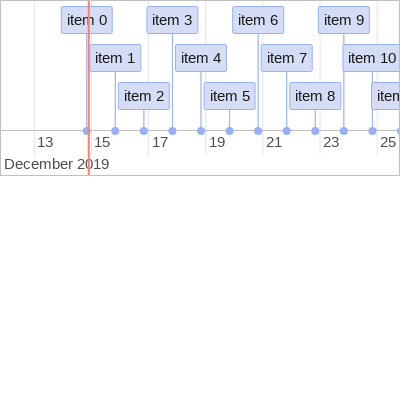 item 0 item 3 item 6 item 9
item 1 item 4 item 7 item 10
item 2 item 5 item 8
13 15 17 19 21 23 25
December 2019